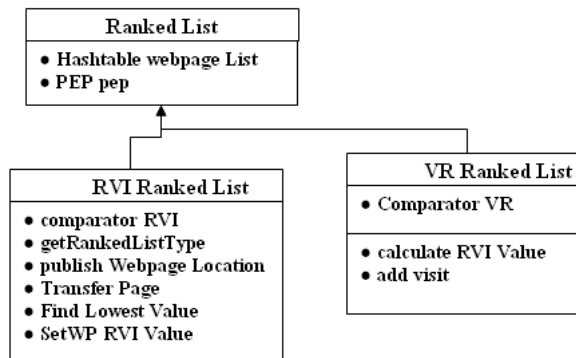 Ranked List
● Hashtable webpage List
● PEP pep
RVI Ranked List
● comparator RVI
● getRankedListType
● publish Webpage Location
● Transfer Page
● Find Lowest Value
● SetWP RVI Value
VR Ranked List
● Comparator VR
● calculate RVI Value
● add visit